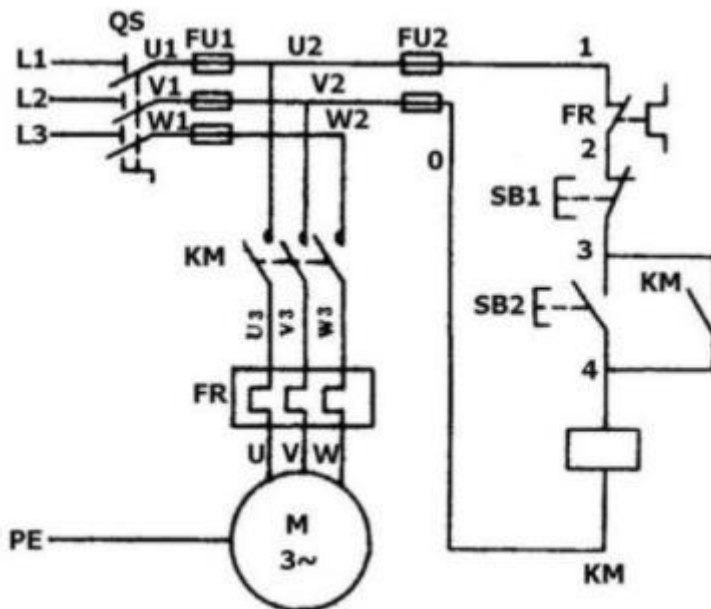 QS
U1 FU1 U2 FU2 1
L1
L2 V1 V2
L3 W1 W2
FR
0 2
SB1
3
KM KM
SB2
U3 V3 W3
4
FR
U V W
M
PE 3~
KM